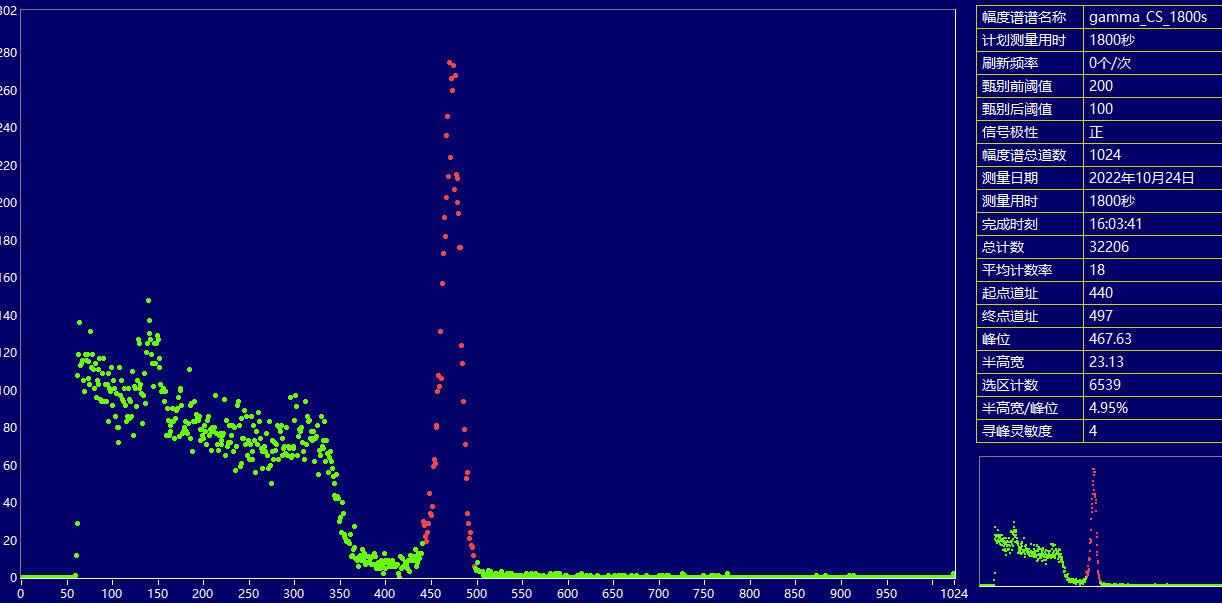 302
280
260
240
220
200
180
160
140
120
100
80
60
40
20
0
0 50 100 150 200 250 300 350 400 450 500 550 600 650 700 750 800 850 900 950 1024
幅度谱谱名称 gamma_CS_1800s
计划测量用时 1800秒
刷新频率 0个/次
甄别前阈值 200
甄别后阈值 100
信号极性 正
幅度谱总道数 1024
测量日期 2022年10月24日
测量用时 1800秒
完成时刻 16:03:41
总计数 32206
平均计数率 18
起点道址 440
终点道址 497
峰位 467.63
半高宽 23.13
选区计数 6539
半高宽/峰位 4.95%
寻峰灵敏度 4